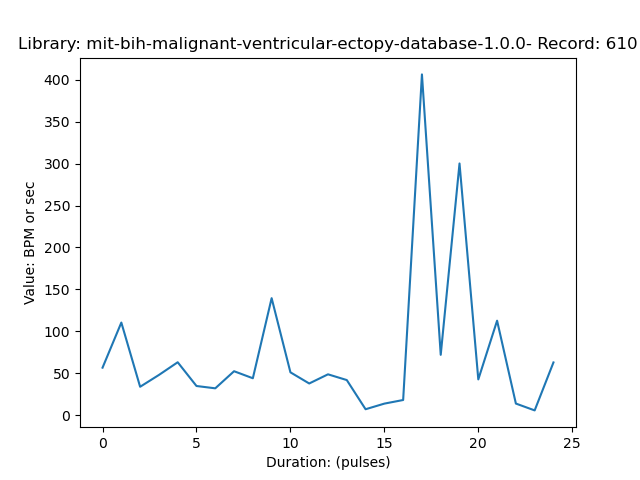 Library: mit-bih-malignant-ventricular-ectopy-database-1.0.0- Record: 610
400
350
300
250
200
150
100
50
0
Value: BPM or sec
0 5 10 15 20 25
Duration: (pulses)